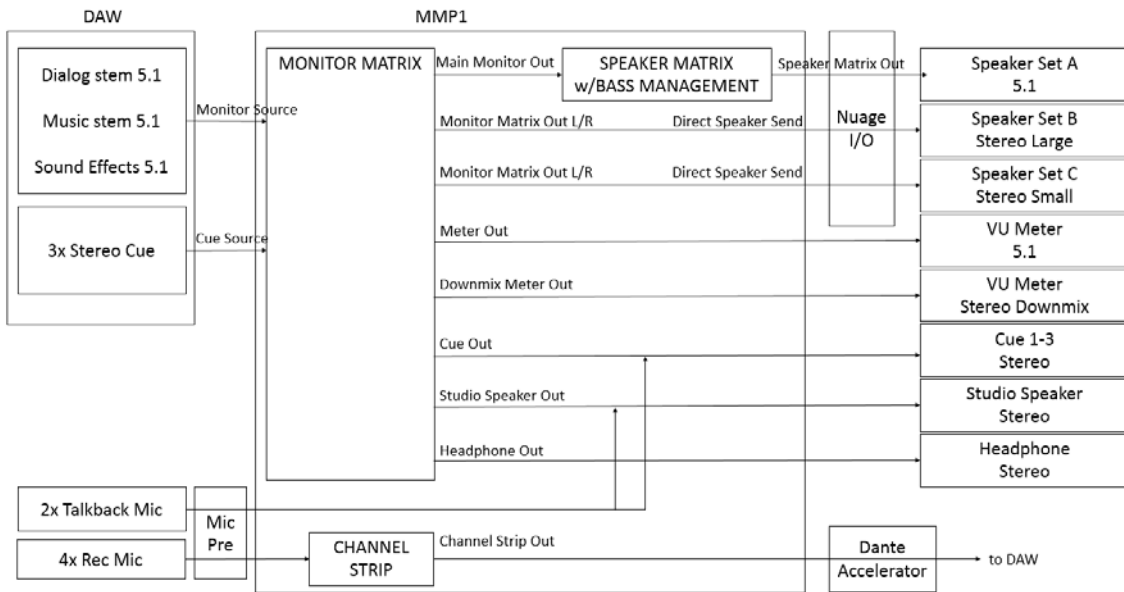 DAW
MMP1
Dialog stem 5.1
Music stem 5.1
Sound Effects 5.1
Monitor Source
3x Stereo Cue
Cue Source
MONITOR MATRIX
Main Monitor Out
SPEAKER MATRIX
w/BASS MANAGEMENT
Speaker Matrix Out
Monitor Matrix Out L/R
Direct Speaker Send
Monitor Matrix Out L/R
Direct Speaker Send
Nuage
I/O
Meter Out
Downmix Meter Out
Cue Out
Studio Speaker Out
Headphone Out
Speaker Set A
5.1
Speaker Set B
Stereo Large
Speaker Set C
Stereo Small
VU Meter
5.1
VU Meter
Stereo Downmix
Cue 1-3
Stereo
Studio Speaker
Stereo
Headphone
Stereo
2x Talkback Mic
4x Rec Mic
Mic
Pre
CHANNEL
STRIP
Channel Strip Out
Dante
Accelerator
to DAW